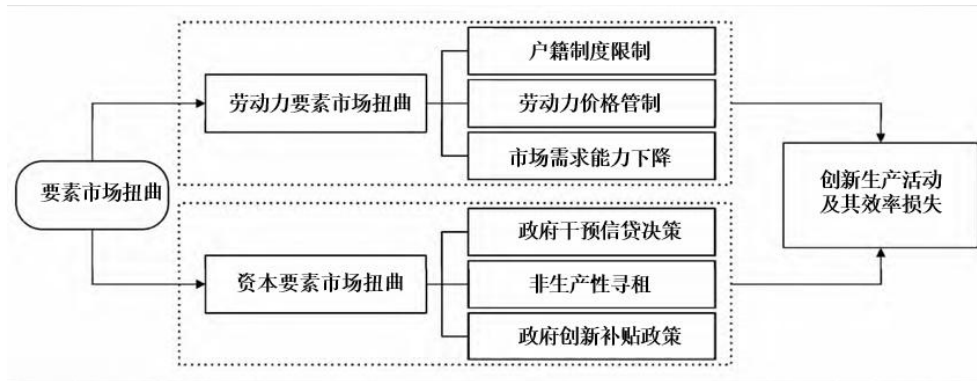 户籍制度限制
劳动力要素市场扭曲
劳动力价格管制
市场需求能力下降
要素市场扭曲
创新生产活动
及其效率损失
政府干预信贷决策
资本要素市场扭曲
非生产性寻租
政府创新补贴政策